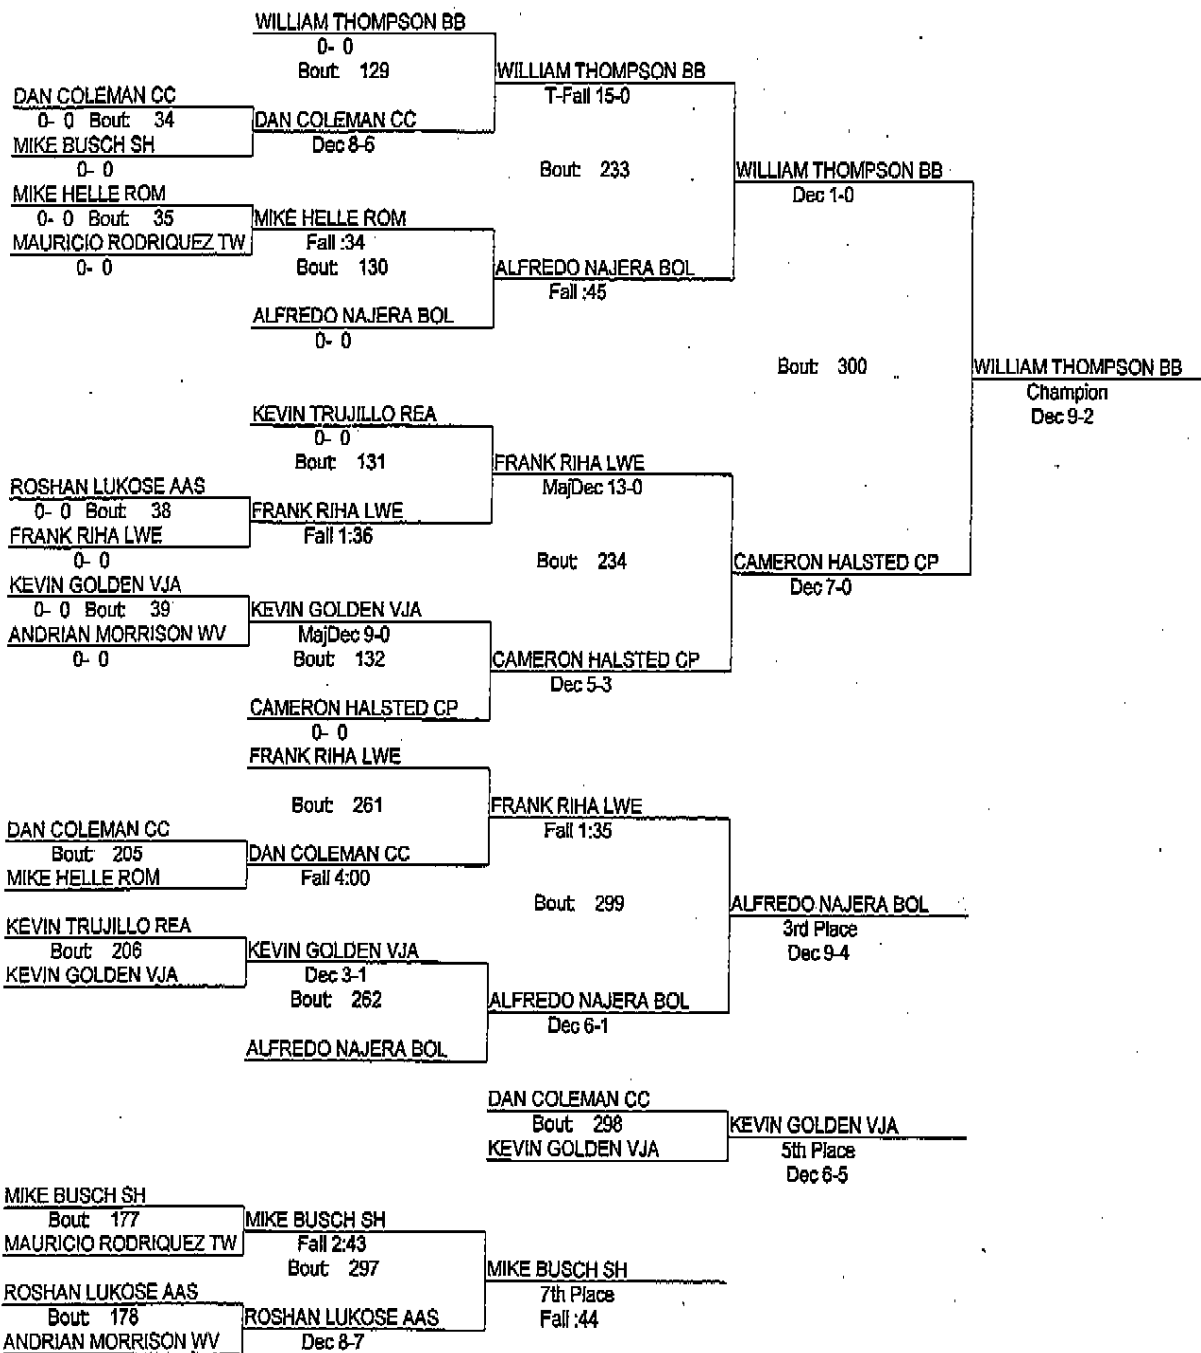 WILLIAM THOMPSON BB
0- 0
Bout: 129
WILLIAM THOMPSON BB
T-Fall 15-0
DAN COLEMAN CC
0- 0 Bout: 34
DAN COLEMAN CC
Dec 8-6
MIKE BUSCH SH
0- 0
Bout: 233
WILLIAM THOMPSON BB
Dec 1-0
MIKE HELLE ROM
0- 0 Bout: 35
MIKE HELLE ROM
Fall :34
MAURICIO RODRIQUEZ TW
0- 0
Bout: 130
ALFREDO NAJERA BOL
Fall :45
ALFREDO NAJERA BOL
0- 0
Bout: 300
WILLIAM THOMPSON BB
Champion
Dec 9-2
KEVIN TRUJILLO REA
0- 0
Bout: 131
FRANK RIHA LWE
MajDec 13-0
ROSHAN LUKOSE AAS
0- 0 Bout: 38
FRANK RIHA LWE
Fall 1:36
FRANK RIHA LWE
0- 0
Bout: 234
CAMERON HALSTED CP
Dec 7-0
KEVIN GOLDEN VJA
0- 0 Bout: 39
KEVIN GOLDEN VJA
MajDec 9-0
ANDRIAN MORRISON WV
0- 0
Bout: 132
CAMERON HALSTED CP
Dec 5-3
CAMERON HALSTED CP
0- 0
FRANK RIHA LWE
Bout: 261
FRANK RIHA LWE
Fall 1:35
DAN COLEMAN CC
Bout: 205
DAN COLEMAN CC
Fall 4:00
MIKE HELLE ROM
Bout: 299
ALFREDO NAJERA BOL
3rd Place
Dec 9-4
KEVIN TRUJILLO REA
Bout: 206
KEVIN GOLDEN VJA
Dec 3-1
KEVIN GOLDEN VJA
Bout: 262
ALFREDO NAJERA BOL
Dec 6-1
ALFREDO NAJERA BOL
DAN COLEMAN CC
Bout: 298
KEVIN GOLDEN VJA
5th Place
Dec 6-5
KEVIN GOLDEN VJA
MIKE BUSCH SH
Bout: 177
MIKE BUSCH SH
Fall 2:43
MAURICIO RODRIQUEZ TW
Bout: 297
MIKE BUSCH SH
7th Place
Fall :44
ROSHAN LUKOSE AAS
Bout: 178
ROSHAN LUKOSE AAS
Dec 8-7
ANDRIAN MORRISON WV